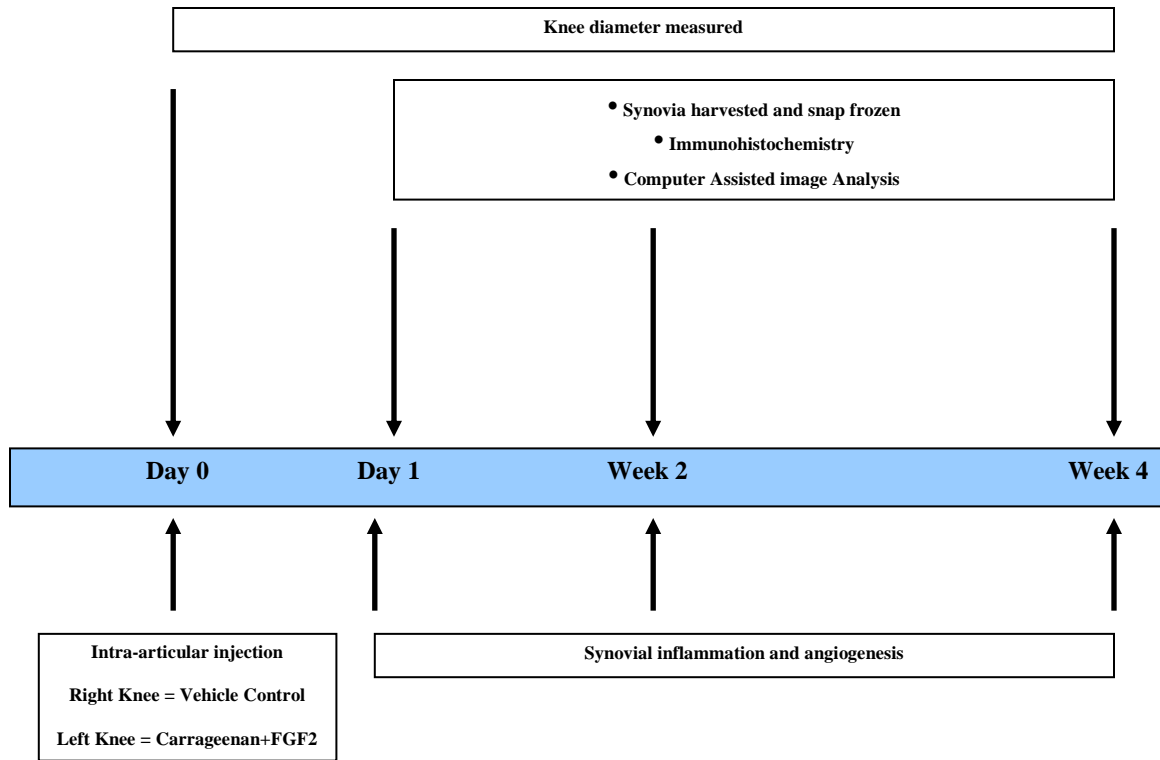 Knee diameter measured
• Synovia harvested and snap frozen
• Immunohistochemistry
• Computer Assisted image Analysis
Day 0
Day 1
Week 2
Week 4
Intra-articular injection
Right Knee = Vehicle Control
Left Knee = Carrageenan+FGF2
Synovial inflammation and angiogenesis